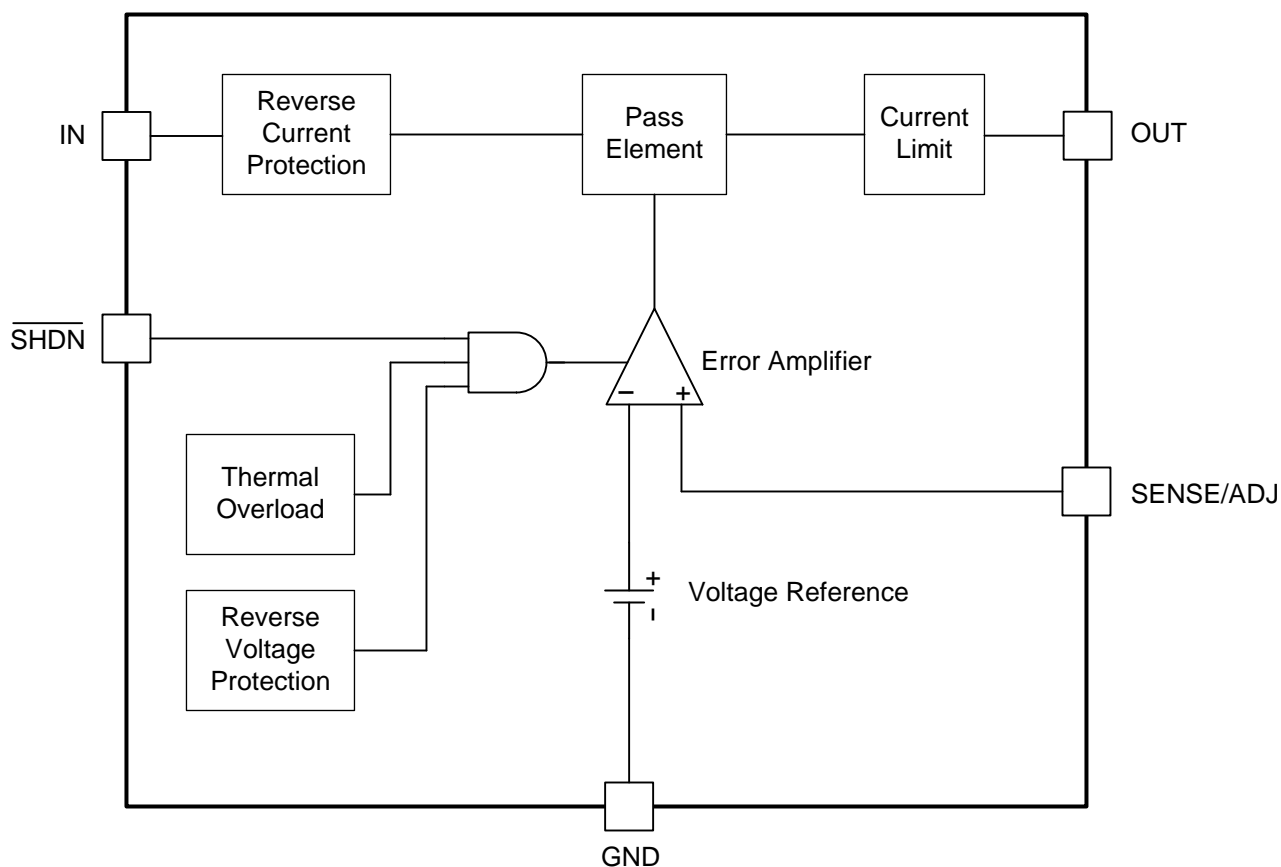 IN
Reverse
Current
Protection
Pass
Element
Current
Limit
OUT
SHDN
Error Amplifier
−
+
Thermal
Overload
SENSE/ADJ
+
−
Voltage Reference
Reverse
Voltage
Protection
GND